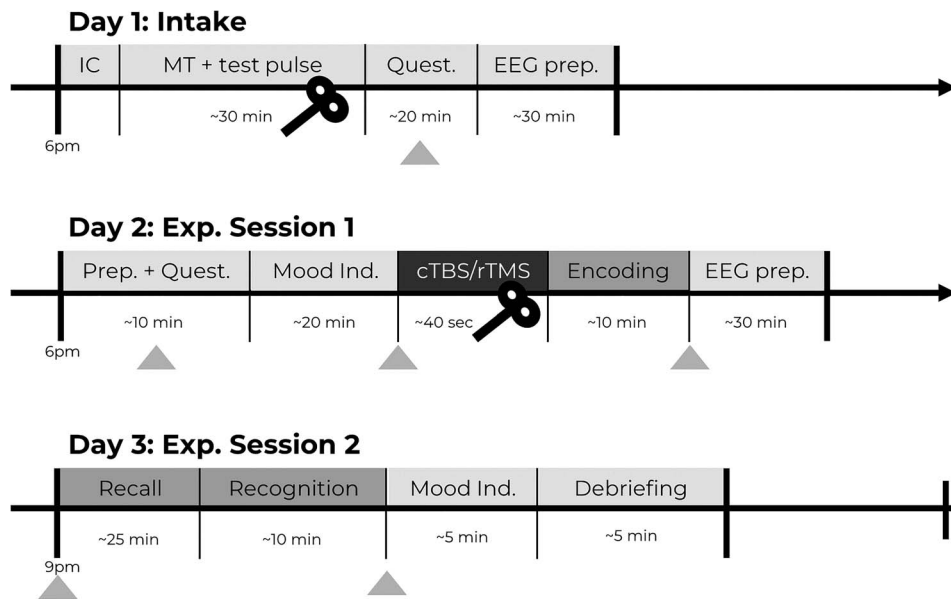 Day 1: Intake
IC MT + test pulse Quest. EEG prep.
~30 min ~20 min ~30 min
6pm
Day 2: Exp. Session 1
Prep. + Quest. Mood Ind. cTBS/rTMS Encoding EEG prep.
~10 min ~20 min ~40 sec ~10 min ~30 min
6pm
Day 3: Exp. Session 2
Recall Recognition Mood Ind. Debriefing
~25 min ~10 min ~5 min ~5 min
9pm